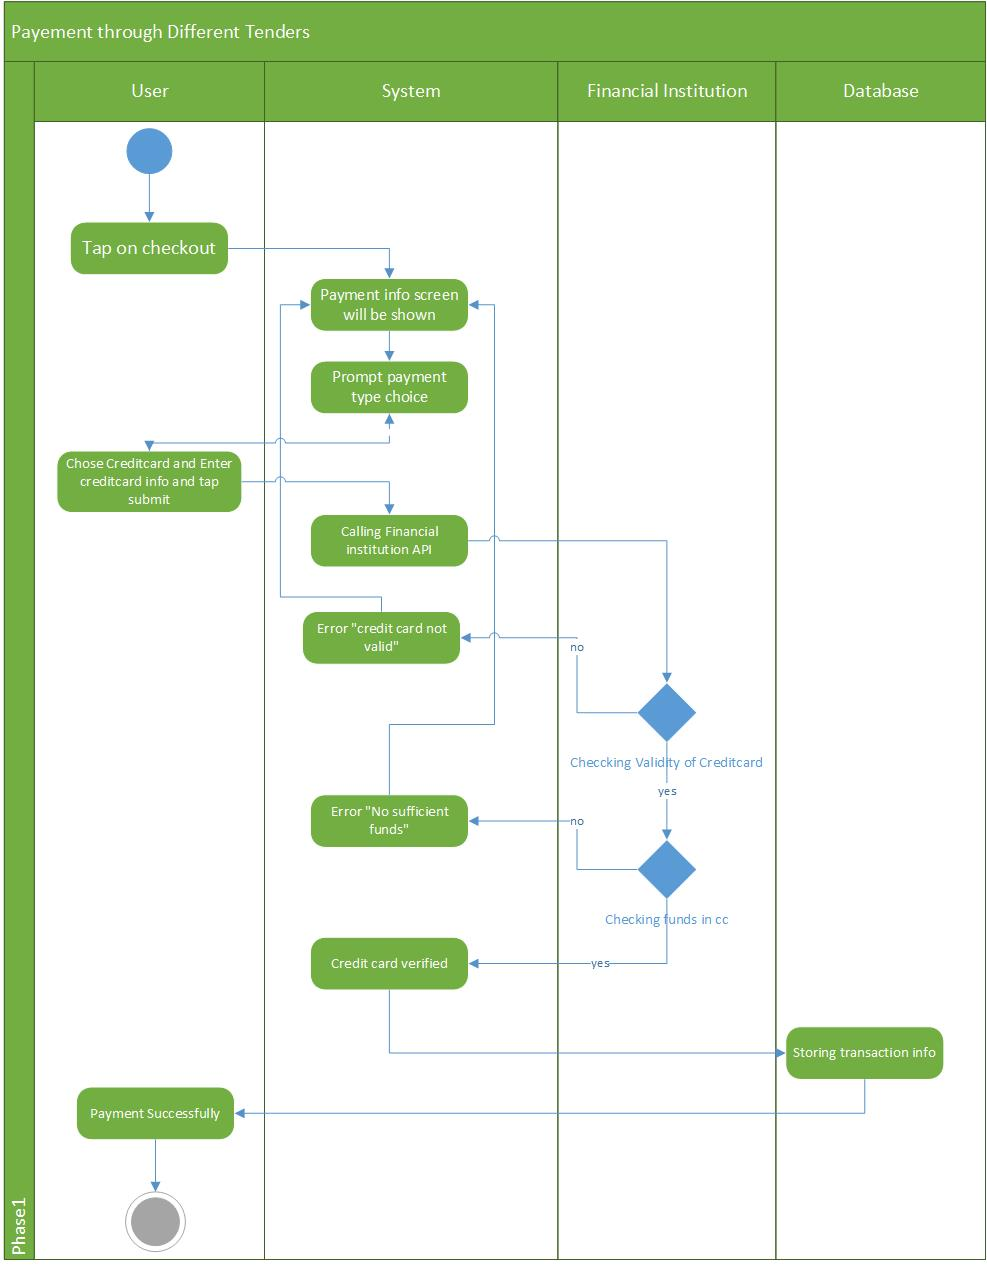 Payement through Different Tenders
User
System
Financial Institution
Database
Tap on checkout
Payment info screen
will be shown
Prompt payment
type choice
Chose Creditcard and Enter
creditcard info and tap
submit
Calling Financial
institution API
Error "credit card not
valid"
no
Checcking Validity of Creditcard
yes
Error "No sufficient
funds"
no
Checking funds in cc
Credit card verified
yes
Storing transaction info
Payment Successfully
Phase1